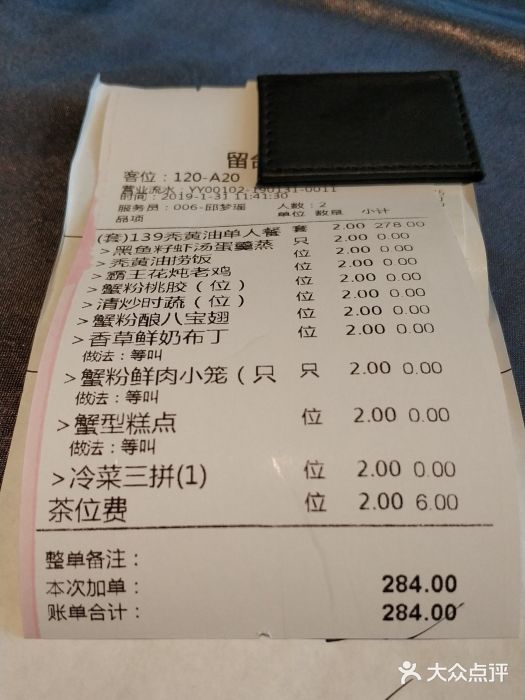 留台
客位：120-A20
营业流水：YY00102-190131-0011
时间：2019-1-31 11:41:30
服务员：006-邱梦瑶 人数：2
品项 单位 数量 小计
(套)139秃黄油单人餐 套 2.00 278.00
>黑鱼籽虾汤蛋羹蒸 只 2.00 0.00
>秃黄油捞饭 位 2.00 0.00
>霸王花炖老鸡 位 2.00 0.00
>蟹粉桃胶（位） 位 2.00 0.00
>清炒时蔬（位） 位 2.00 0.00
>蟹粉酿八宝翅 位 2.00 0.00
>香草鲜奶布丁 位 2.00 0.00
做法：等叫
>蟹粉鲜肉小笼（只 只 2.00 0.00
做法：等叫
>蟹型糕点 位 2.00 0.00
做法：等叫
>冷菜三拼(1) 位 2.00 0.00
茶位费 位 2.00 6.00
整单备注：
本次加单： 284.00
账单合计： 284.00
大众点评